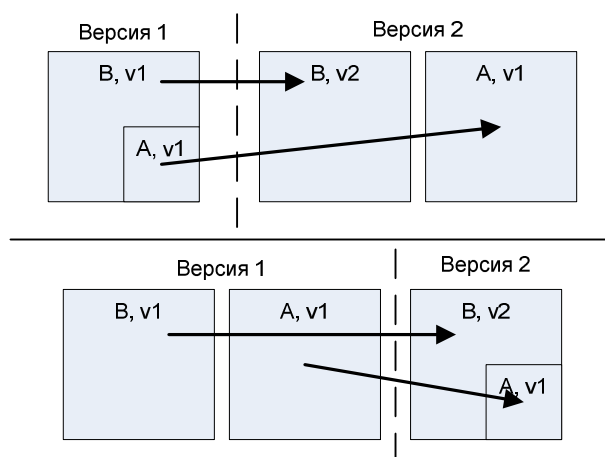 Версия 1 Версия 2
B, v1 B, v2 A, v1
A, v1
Версия 1 Версия 2
B, v1 A, v1 B, v2
A, v1